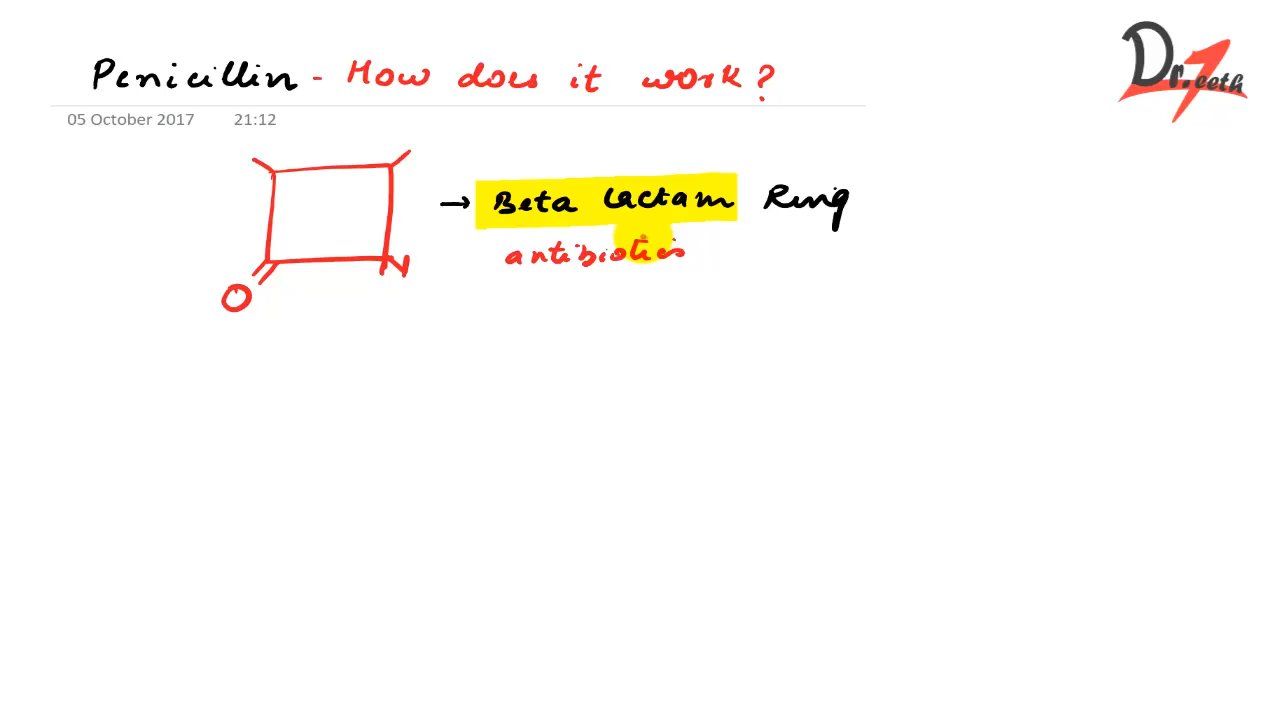 Penicillin - How does it work?
Dr.eeth
05 October 2017 21:12
→ Beta Lactam Ring
antibiotics
N
O